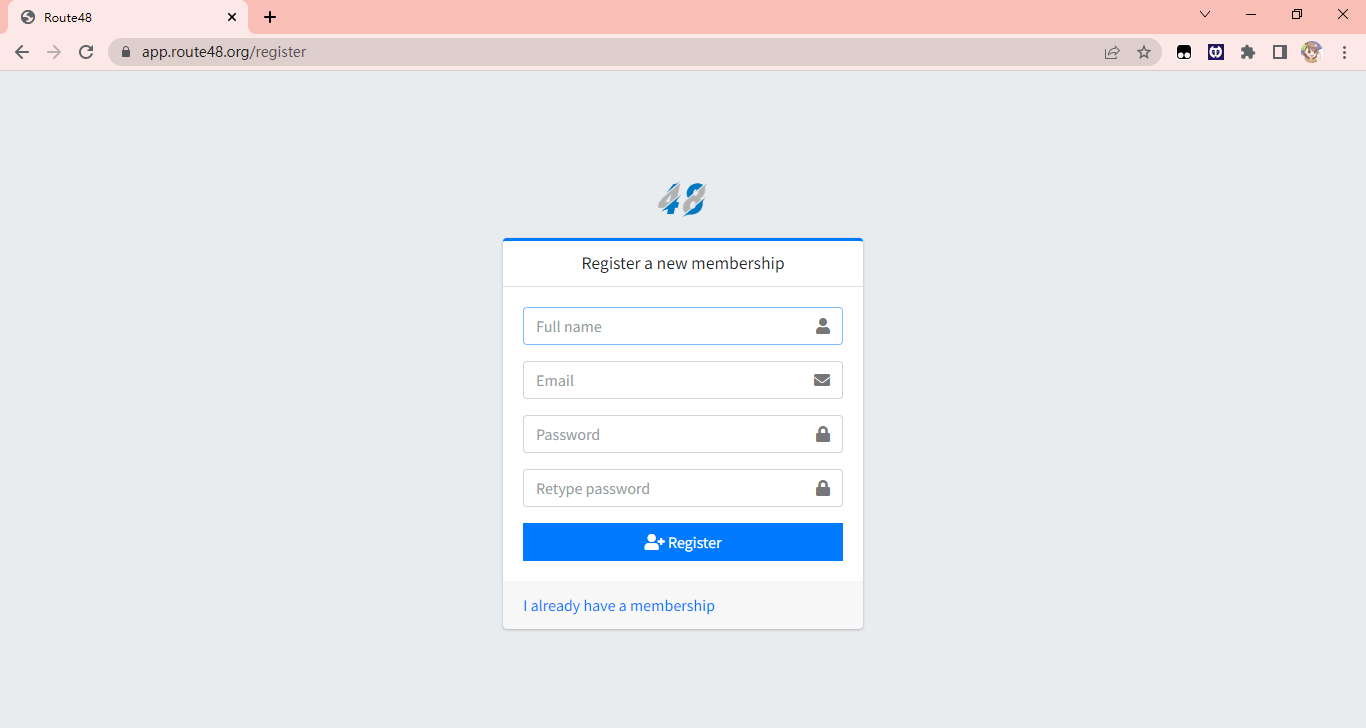 Route48
app.route48.org/register
48
Register a new membership
Full name
Email
Password
Retype password
Register
I already have a membership